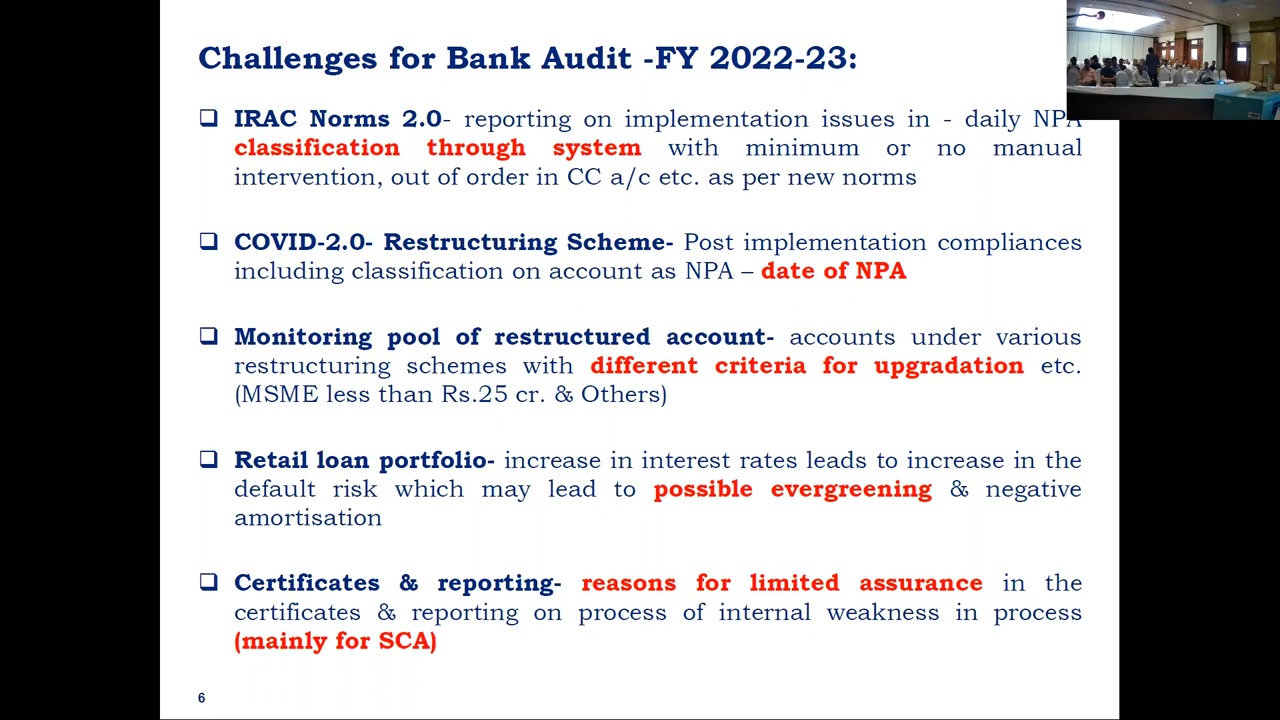 Challenges for Bank Audit -FY 2022-23:
IRAC Norms 2.0- reporting on implementation issues in - daily NPA
classification through system with minimum or no manual
intervention, out of order in CC a/c etc. as per new norms
COVID-2.0- Restructuring Scheme- Post implementation compliances
including classification on account as NPA – date of NPA
Monitoring pool of restructured account- accounts under various
restructuring schemes with different criteria for upgradation etc.
(MSME less than Rs.25 cr. & Others)
Retail loan portfolio- increase in interest rates leads to increase in the
default risk which may lead to possible evergreening & negative
amortisation
Certificates & reporting- reasons for limited assurance in the
certificates & reporting on process of internal weakness in process
(mainly for SCA)
6